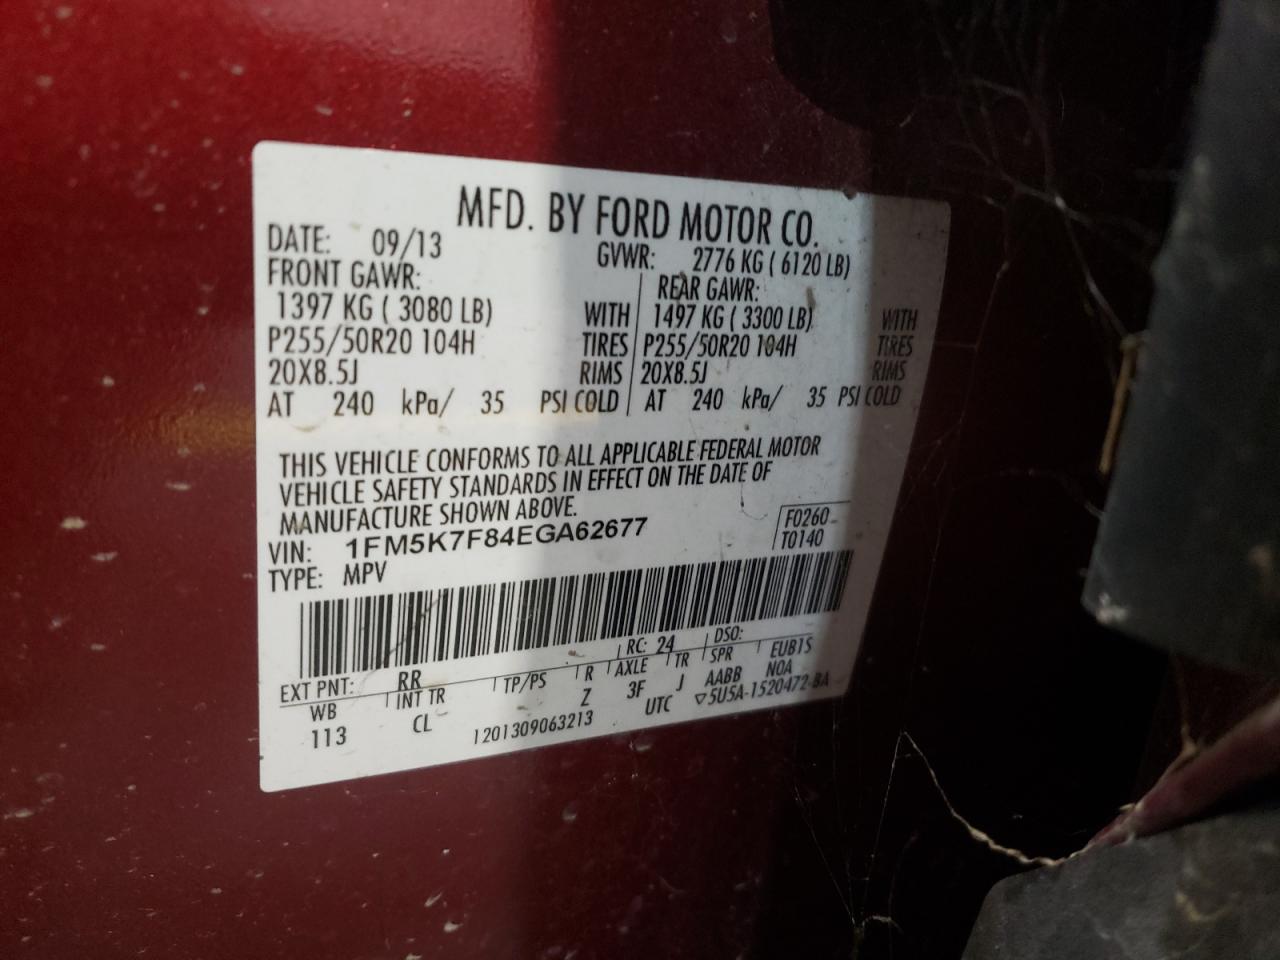 MFD. BY FORD MOTOR CO.
DATE: 09/13 GVWR: 2776 KG ( 6120 LB)
FRONT GAWR: REAR GAWR:
1397 KG ( 3080 LB) WITH 1497 KG ( 3300 LB) WITH
P255/50R20 104H TIRES P255/50R20 104H TIRES
20X8.5J RIMS 20X8.5J RIMS
AT 240 kPa/ 35 PSI COLD AT 240 kPa/ 35 PSI COLD
THIS VEHICLE CONFORMS TO ALL APPLICABLE FEDERAL MOTOR
VEHICLE SAFETY STANDARDS IN EFFECT ON THE DATE OF
MANUFACTURE SHOWN ABOVE.
VIN: 1FM5K7F84EGA62677 F0260
TYPE: MPV T0140
EXT PNT: RR RC: 24 DSO:
WB INT TR TP/PS R AXLE TR SPR EUB1S
113 CL Z 3F J AABB NOA
1201309063213 UTC ▽5U5A-1520472-BA